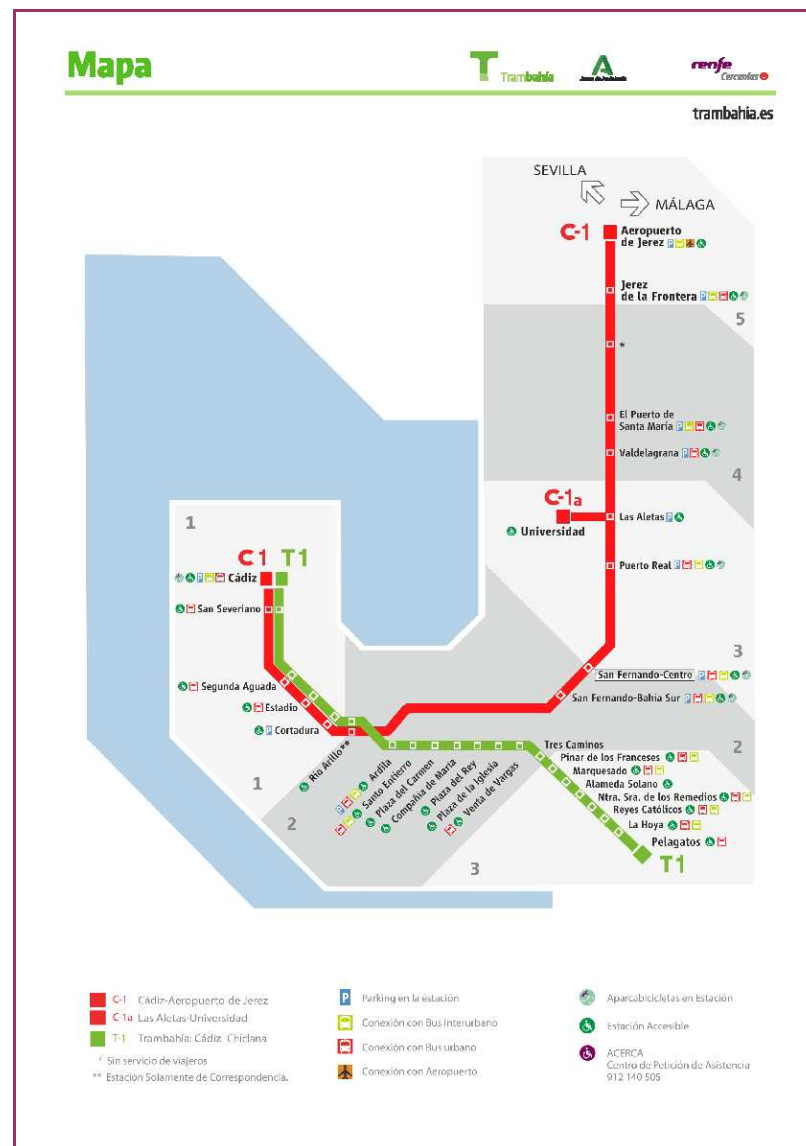 Mapa
T Trambahía
renfe
Cercanías
trambahia.es
SEVILLA
MÁLAGA
C-1
Aeropuerto
de Jerez
Jerez
de la Frontera
5
*
El Puerto de
Santa María
Valdelagrana
4
C-1a
Las Aletas
Universidad
1
C1 T1
Cádiz
Puerto Real
San Severiano
3
San Fernando-Centro
Segunda Aguada
San Fernando-Bahia Sur
Estadio
Cortadura
Tres Caminos
2
Pinar de los Franceses
Río Arillo**
Ardila
Santo Entierro
Plaza del Carmen
Compañia de María
Plaza del Rey
Plaza de la Iglesia
Venta de Vargas
Marquesado
Alameda Solano
1
Ntra. Sra. de los Remedios
Reyes Católicos
2
La Hoya
Pelagatos
3
T1
C-1 Cádiz-Aeropuerto de Jerez
C-1a Las Aletas-Universidad
T-1 Trambahía: Cádiz Chiclana
* Sin servicio de viajeros
** Estación Solamente de Correspondencia.
P Parking en la estación
Conexión con Bus Interurbano
Conexión con Bus urbano
Conexión con Aeropuerto
Aparcabicicletas en Estación
Estación Accesible
ACERCA
Centro de Petición de Asistencia
912 140 505